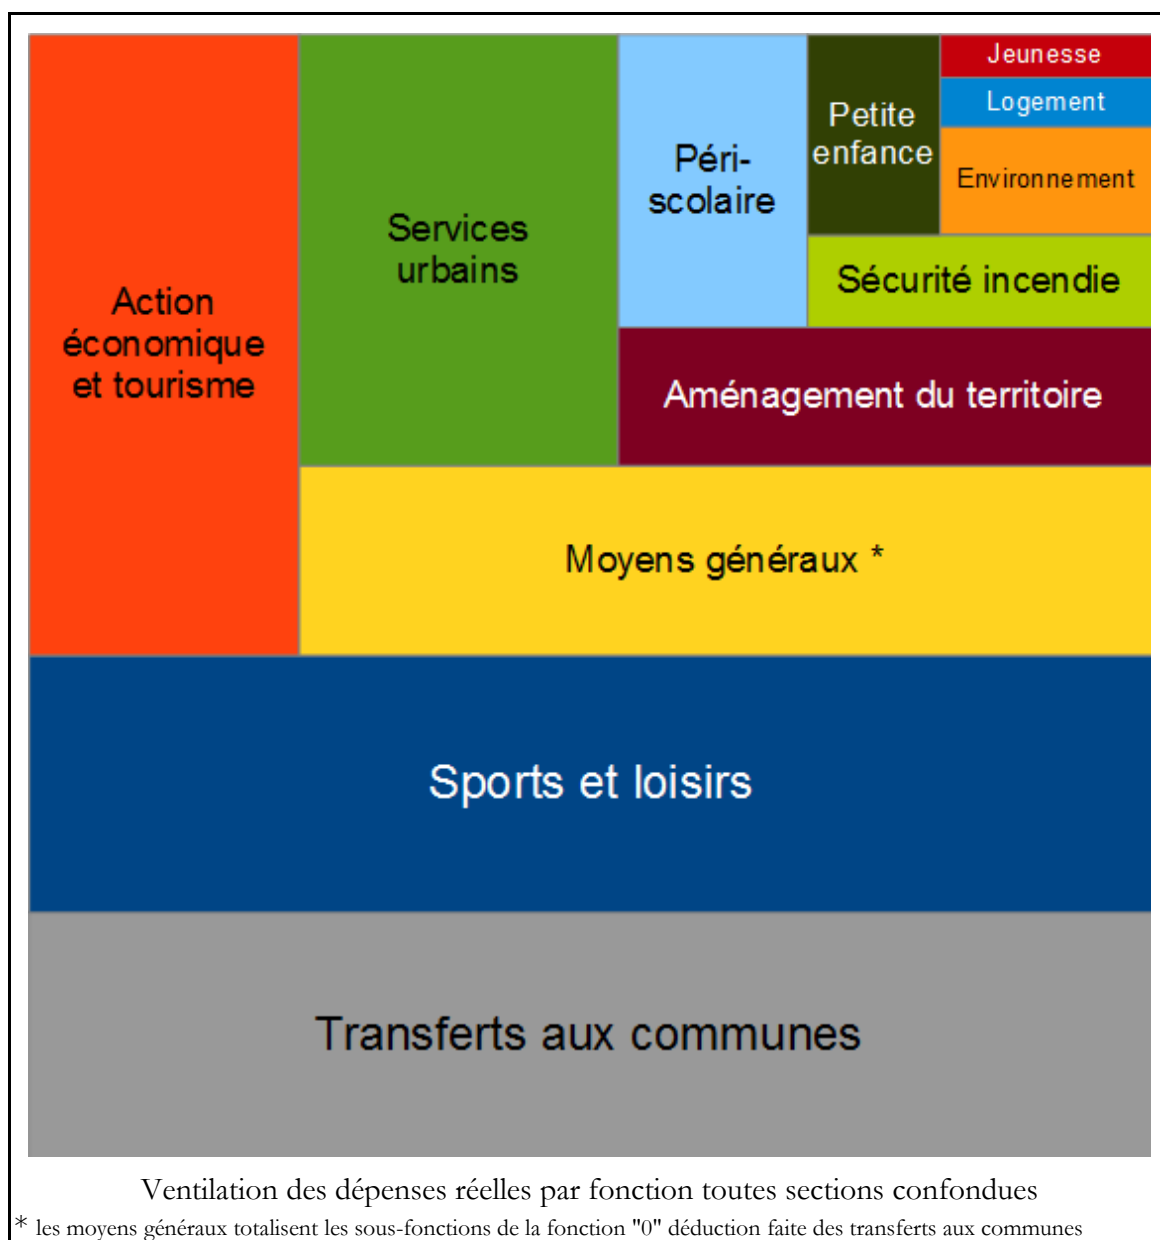 Action
économique
et tourisme
Services
urbains
Péri-
scolaire
Petite
enfance
Jeunesse
Logement
Environnement
Sécurité incendie
Aménagement du territoire
Moyens généraux *
Sports et loisirs
Transferts aux communes
Ventilation des dépenses réelles par fonction toutes sections confondues
* les moyens généraux totalisent les sous-fonctions de la fonction "0" déduction faite des transferts aux communes